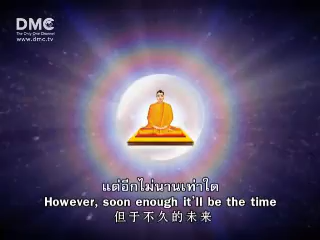 DMC
The Only One Channel
www.dmc.tv
แต่อีกไม่นานเท่าใด
However, soon enough it'll be the time
但于不久的未来